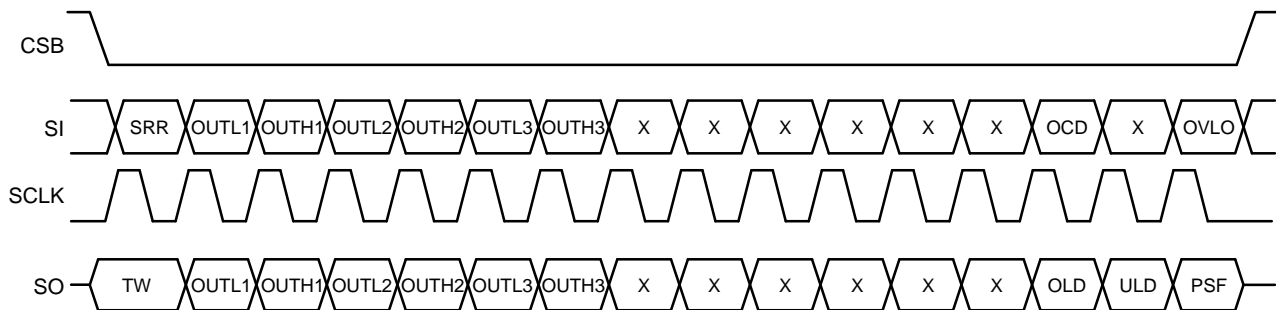 CSB
SI SRR OUTL1 OUTH1 OUTL2 OUTH2 OUTL3 OUTH3 X X X X X X OCD X OVLO
SCLK
SO TW OUTL1 OUTH1 OUTL2 OUTH2 OUTL3 OUTH3 X X X X X X OLD ULD PSF